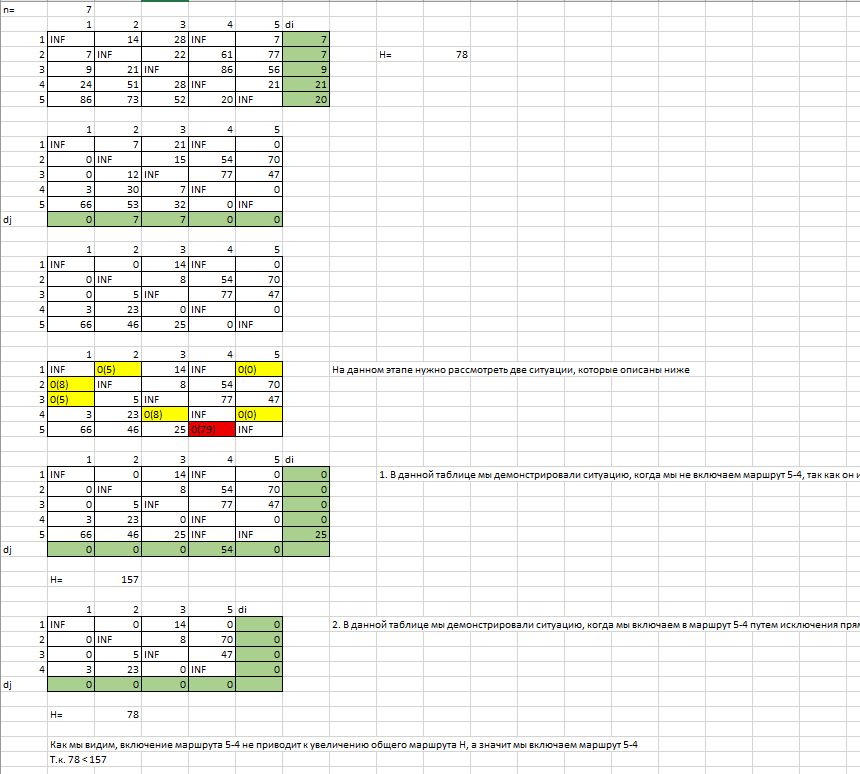 n= 7
1 2 3 4 5 di
1 INF 14 28 INF 7 7
2 7 INF 22 61 77 7 H= 78
3 9 21 INF 86 56 9
4 24 51 28 INF 21 21
5 86 73 52 20 INF 20
1 2 3 4 5
1 INF 7 21 INF 0
2 0 INF 15 54 70
3 0 12 INF 77 47
4 3 30 7 INF 0
5 66 53 32 0 INF
dj 0 7 7 0 0
1 2 3 4 5
1 INF 0 14 INF 0
2 0 INF 8 54 70
3 0 5 INF 77 47
4 3 23 0 INF 0
5 66 46 25 0 INF
1 2 3 4 5
1 INF 0(5) 14 INF 0(0) На данном этапе нужно рассмотреть две ситуации, которые описаны ниже
2 0(8) INF 8 54 70
3 0(5) 5 INF 77 47
4 3 23 0(8) INF 0(0)
5 66 46 25 0(79) INF
1 2 3 4 5 di
1 INF 0 14 INF 0 0 1. В данной таблице мы демонстрировали ситуацию, когда мы не включаем маршрут 5-4, так как он и
2 0 INF 8 54 70 0
3 0 5 INF 77 47 0
4 3 23 0 INF 0 0
5 66 46 25 INF INF 25
dj 0 0 0 54 0
H= 157
1 2 3 5 di
1 INF 0 14 0 0 2. В данной таблице мы демонстрировали ситуацию, когда мы включаем в маршрут 5-4 путем исключения прям
2 0 INF 8 70 0
3 0 5 INF 47 0
4 3 23 0 INF 0
dj 0 0 0 0
H= 78
Как мы видим, включение маршрута 5-4 не приводит к увеличению общего маршрута H, а значит мы включаем маршрут 5-4
Т.к. 78 < 157